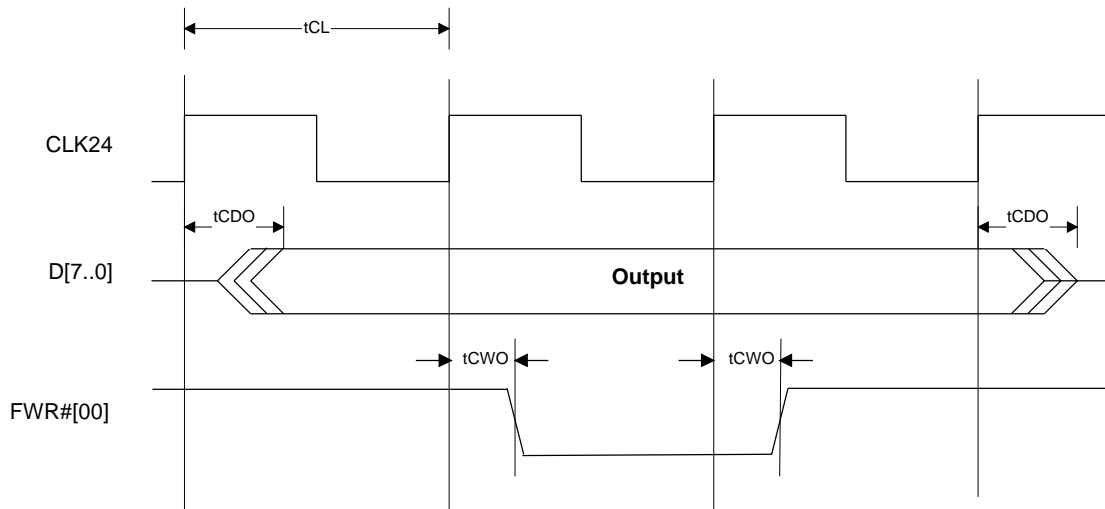 tCL
CLK24
tCDO
tCDO
D[7..0]
Output
tCWO
tCWO
FWR#[00]